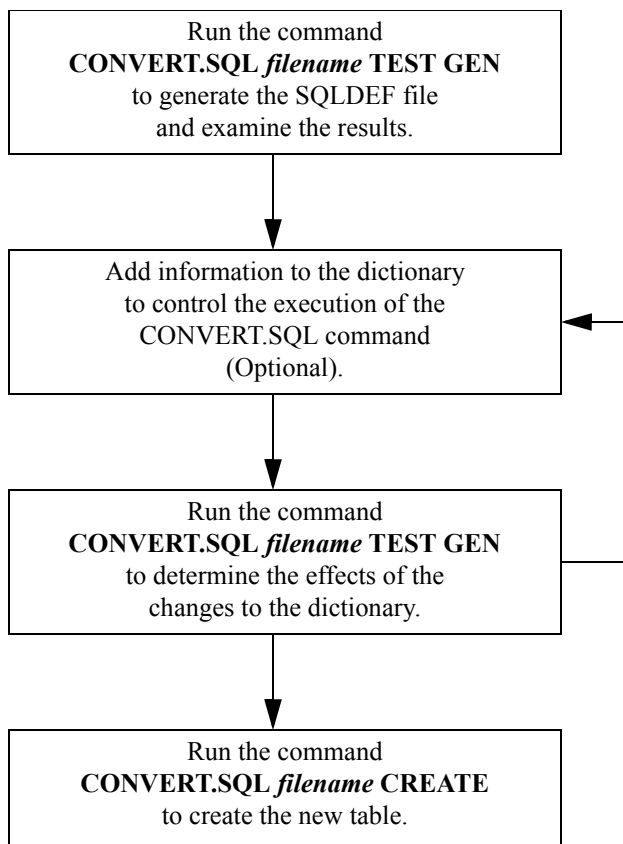 Run the command
CONVERT.SQL filename TEST GEN
to generate the SQLDEF file
and examine the results.
Add information to the dictionary
to control the execution of the
CONVERT.SQL command
(Optional).
Run the command
CONVERT.SQL filename TEST GEN
to determine the effects of the
changes to the dictionary.
Run the command
CONVERT.SQL filename CREATE
to create the new table.